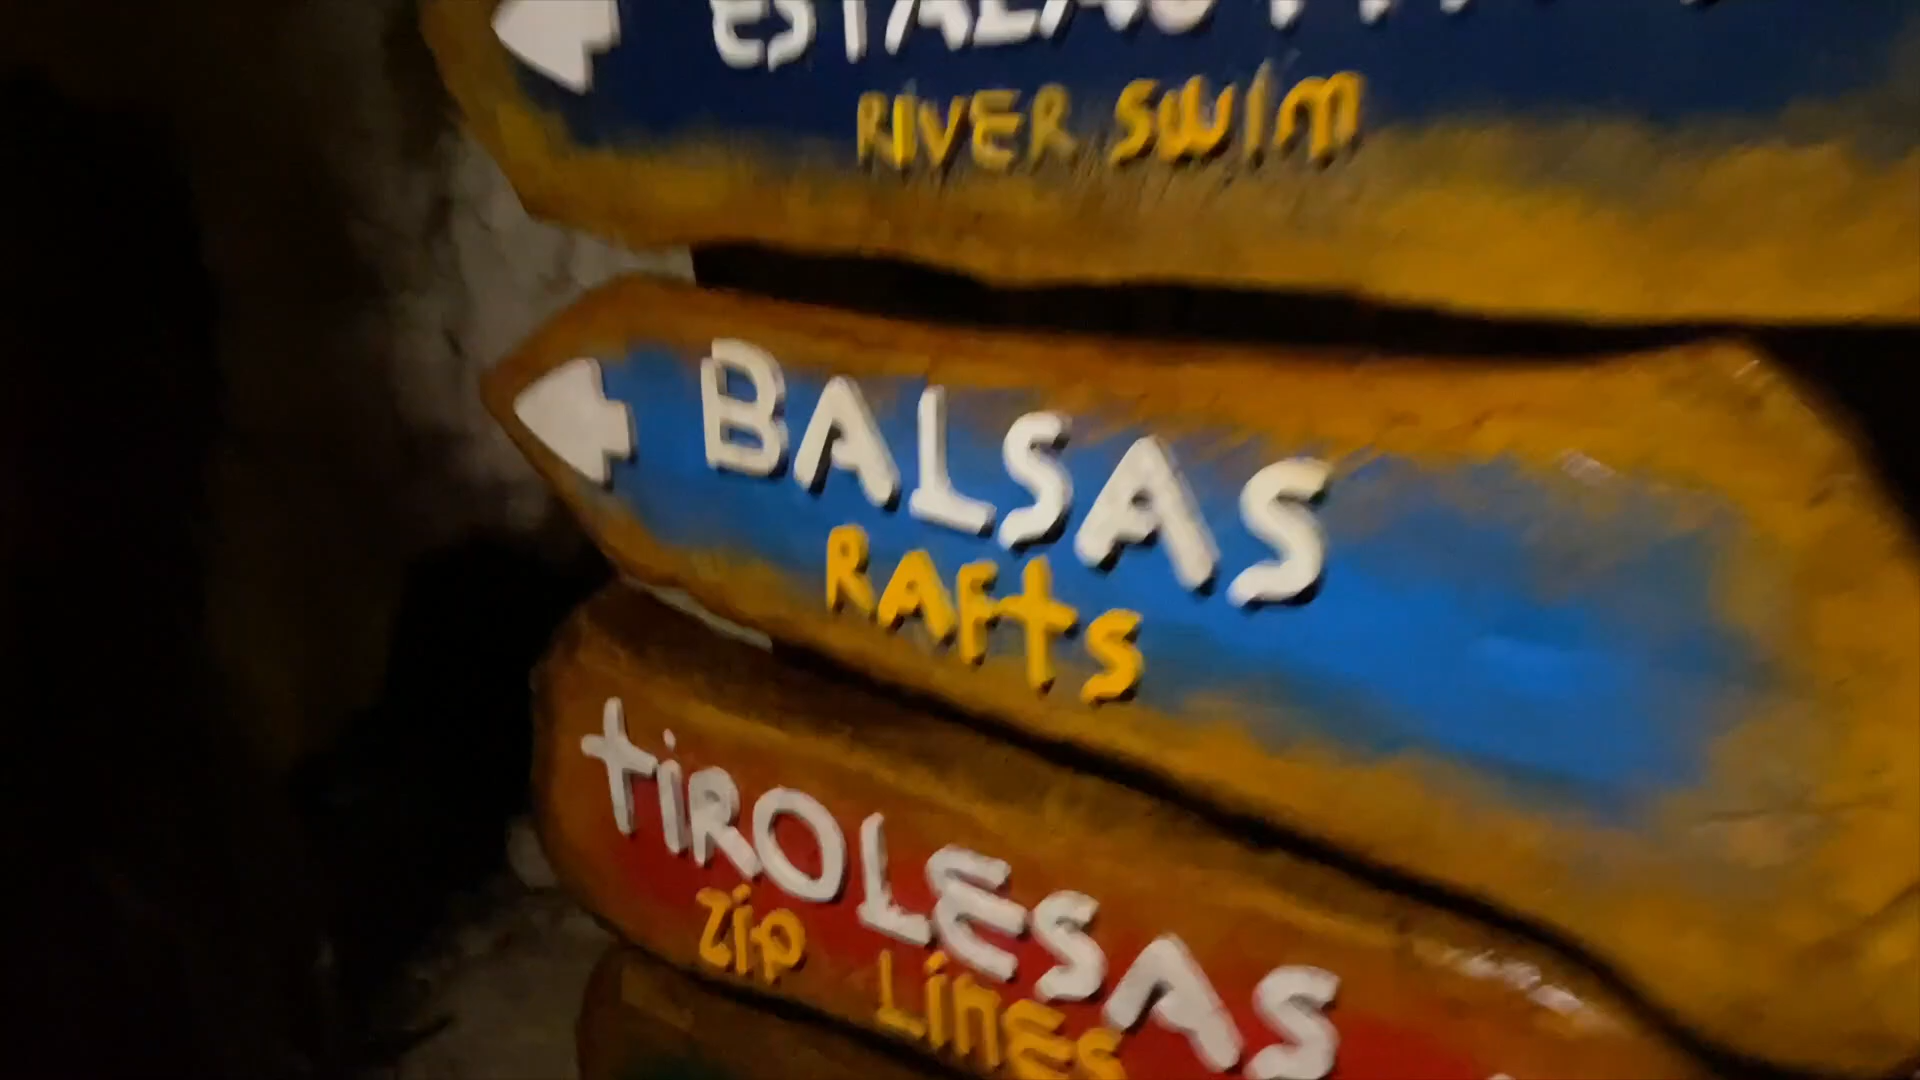 RIVER SWIM
BALSAS
RAFTS
TIROLESAS
ZIP LINES